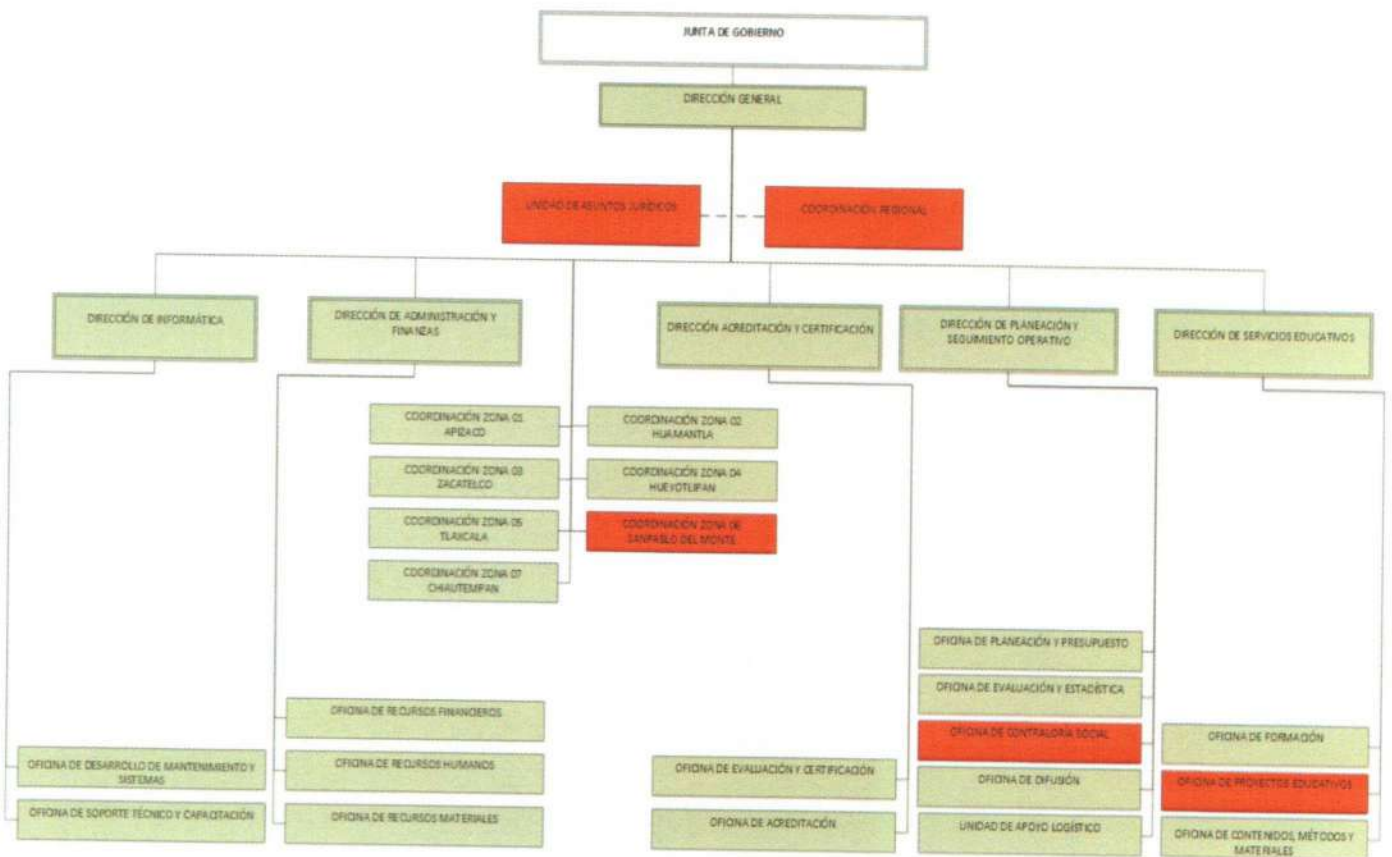 JUNTA DE GOBIERNO
DIRECCIÓN GENERAL
UNIDAD DE ASUNTOS JURÍDICOS
COORDINACIÓN REGIONAL
DIRECCIÓN DE INFORMÁTICA
DIRECCIÓN DE ADMINISTRACIÓN Y
FINANZAS
DIRECCIÓN ACREDITACIÓN Y CERTIFICACIÓN
DIRECCIÓN DE PLANEACIÓN Y
SEGUIMIENTO OPERATIVO
DIRECCIÓN DE SERVICIOS EDUCATIVOS
COORDINACIÓN ZONA 01
APIZACO
COORDINACIÓN ZONA 02
HUAMANTLA
COORDINACIÓN ZONA 03
ZACATELCO
COORDINACIÓN ZONA 04
HUEYOTLIPAN
COORDINACIÓN ZONA 05
TLAXCALA
COORDINACIÓN ZONA 06
SANPABLO DEL MONTE
COORDINACIÓN ZONA 07
CHIAUTEMPAN
OFICINA DE DESARROLLO DE MANTENIMIENTO Y
SISTEMAS
OFICINA DE SOPORTE TÉCNICO Y CAPACITACIÓN
OFICINA DE RECURSOS FINANCIEROS
OFICINA DE RECURSOS HUMANOS
OFICINA DE RECURSOS MATERIALES
OFICINA DE EVALUACIÓN Y CERTIFICACIÓN
OFICINA DE ACREDITACIÓN
OFICINA DE PLANEACIÓN Y PRESUPUESTO
OFICINA DE EVALUACIÓN Y ESTADÍSTICA
OFICINA DE CONTRALORÍA SOCIAL
OFICINA DE DIFUSIÓN
UNIDAD DE APOYO LOGÍSTICO
OFICINA DE FORMACIÓN
OFICINA DE PROYECTOS EDUCATIVOS
OFICINA DE CONTENIDOS, MÉTODOS Y
MATERIALES